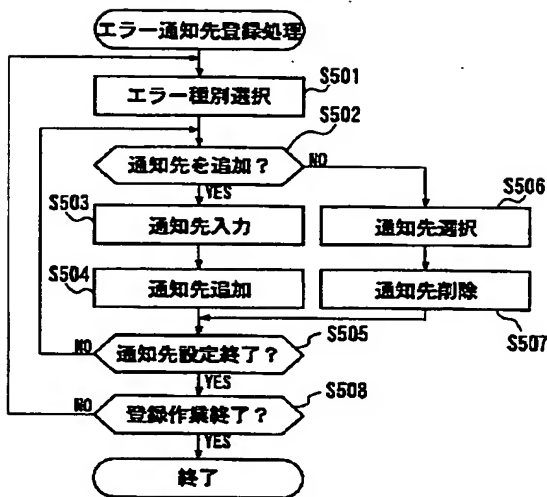 エラー通知先登録処理
S501
エラー種別選択
S502
通知先を追加?
NO
YES
S503
通知先入力
S506
通知先選択
S504
通知先追加
通知先削除
S507
S505
通知先設定終了?
NO
YES
S508
登録作業終了?
NO
YES
終了